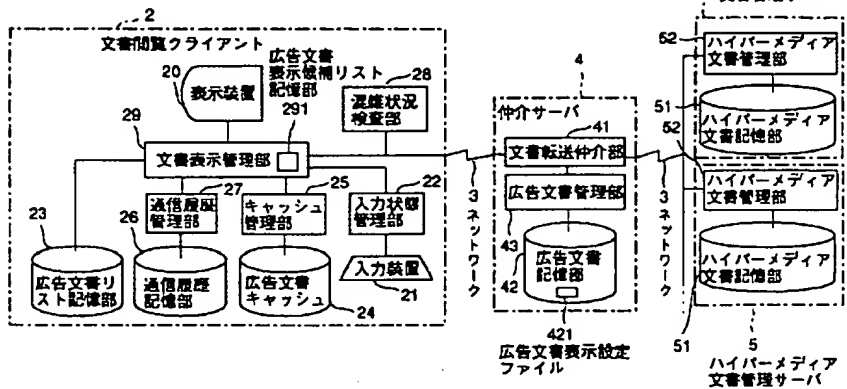 2
文書閲覧クライアント
広告文書
表示候補リスト
記憶部
28
20
表示装置
291
混雑状況
検査部
29
文書表示管理部
27
通信履歴
管理部
25
キャッシュ
管理部
22
入力状態
管理部
23
広告文書リ
スト記憶部
26
通信履歴
記憶部
広告文書
キャッシュ
24
入力装置
21
3
ネットワーク
4
仲介サーバ
41
文書転送仲介部
広告文書管理部
43
42
広告文書
記憶部
421
広告文書表示設定
ファイル
3
ネットワーク
52
ハイパーメディア
文書管理部
51
ハイパーメディア
文書記憶部
52
ハイパーメディア
文書管理部
ハイパーメディア
文書記憶部
51
5
ハイパーメディア
文書管理サーバ